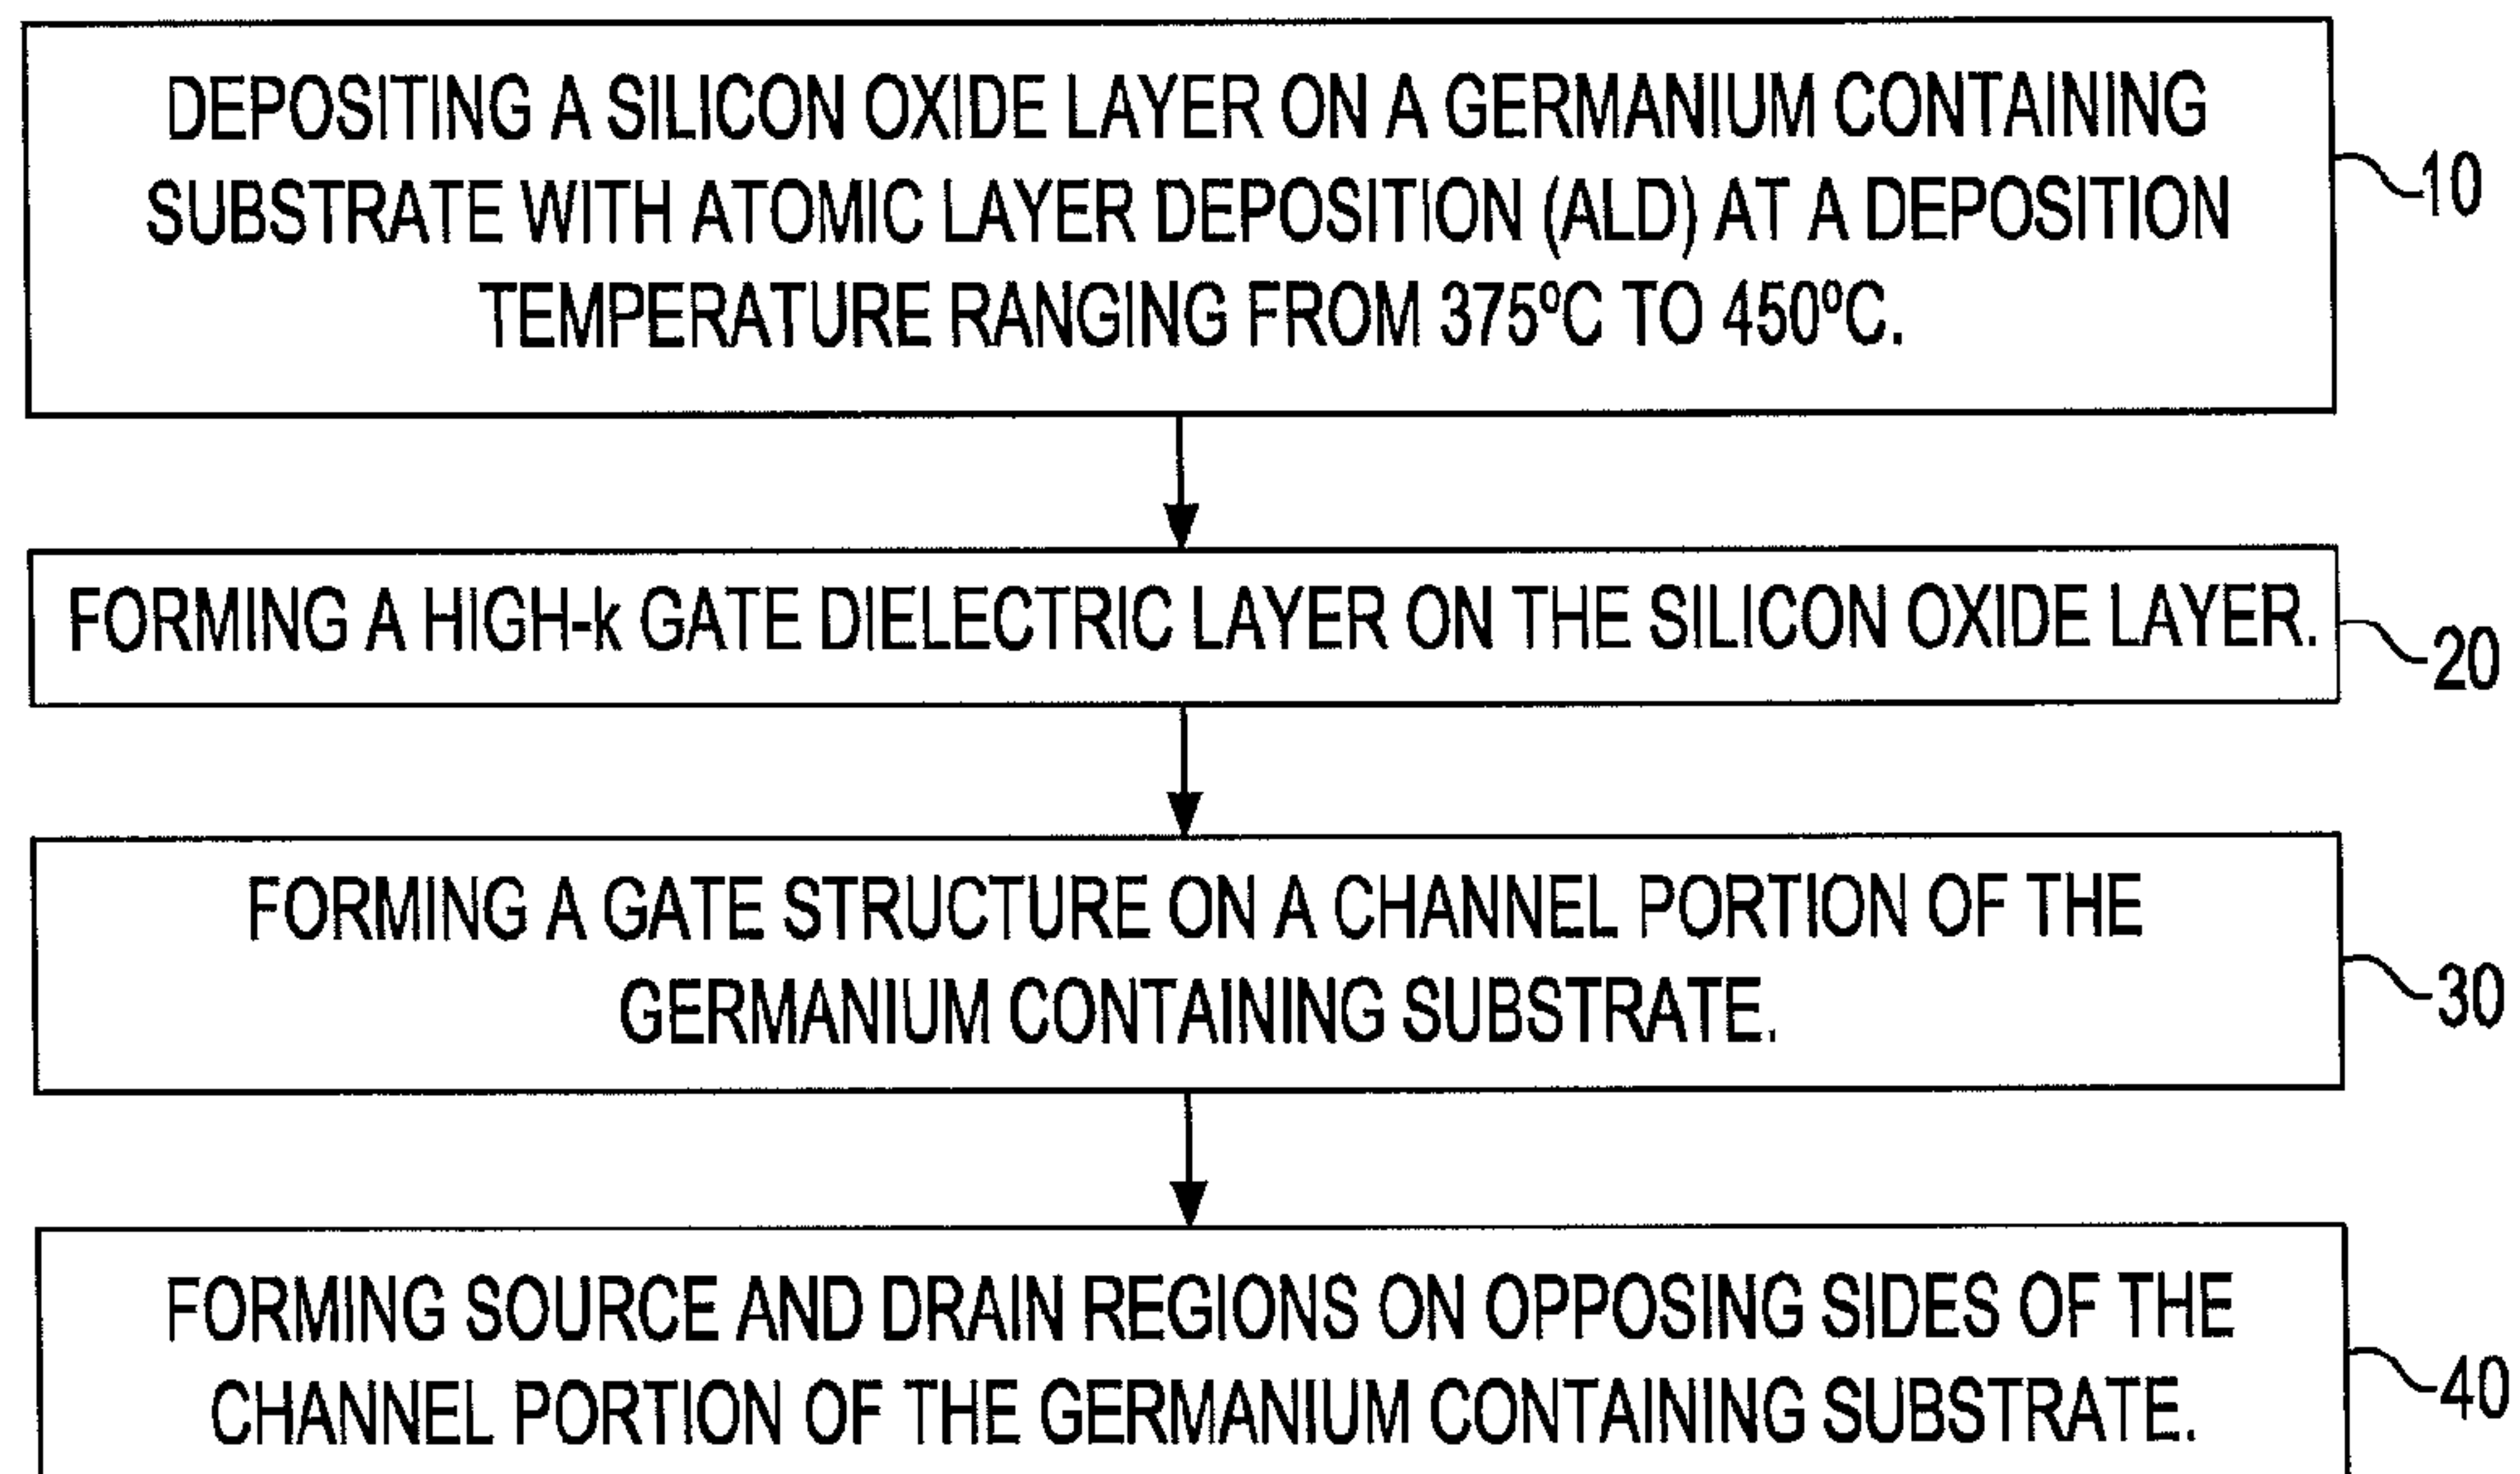 DEPOSITING A SILICON OXIDE LAYER ON A GERMANIUM CONTAINING
SUBSTRATE WITH ATOMIC LAYER DEPOSITION (ALD) AT A DEPOSITION
TEMPERATURE RANGING FROM 375ºC TO 450ºC.
10
FORMING A HIGH-k GATE DIELECTRIC LAYER ON THE SILICON OXIDE LAYER.
20
FORMING A GATE STRUCTURE ON A CHANNEL PORTION OF THE
GERMANIUM CONTAINING SUBSTRATE.
30
FORMING SOURCE AND DRAIN REGIONS ON OPPOSING SIDES OF THE
CHANNEL PORTION OF THE GERMANIUM CONTAINING SUBSTRATE.
40